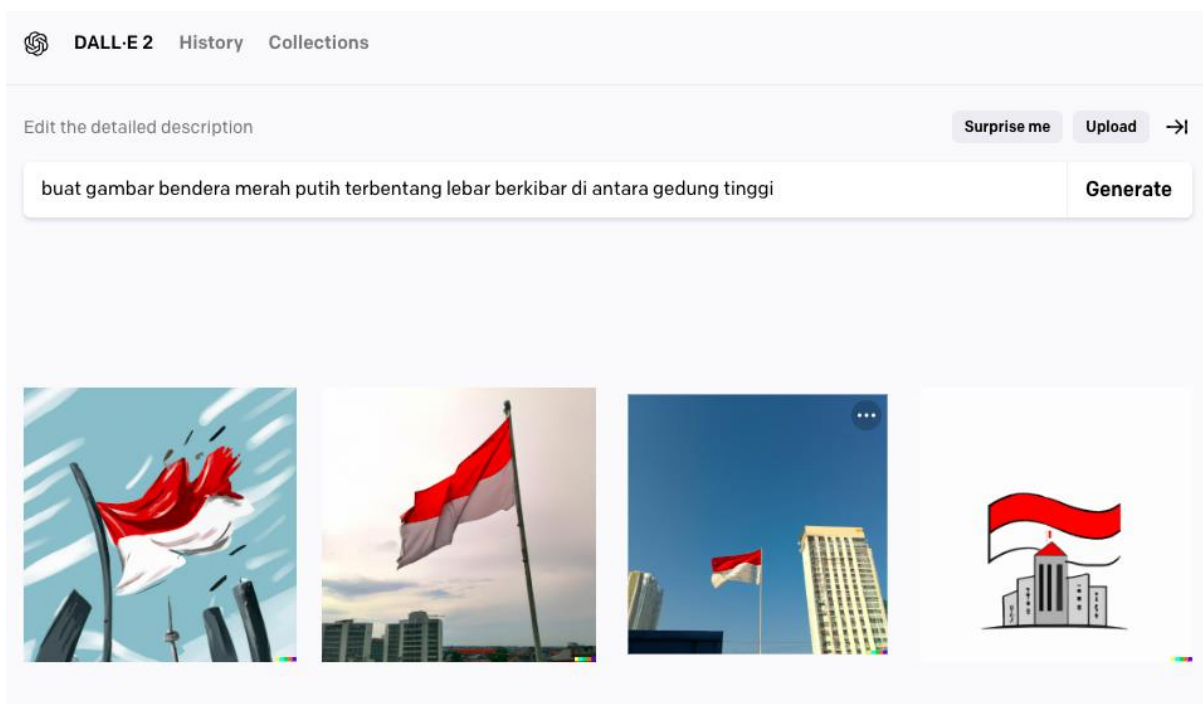 DALL·E 2 History Collections
Edit the detailed description
Surprise me Upload
buat gambar bendera merah putih terbentang lebar berkibar di antara gedung tinggi
Generate